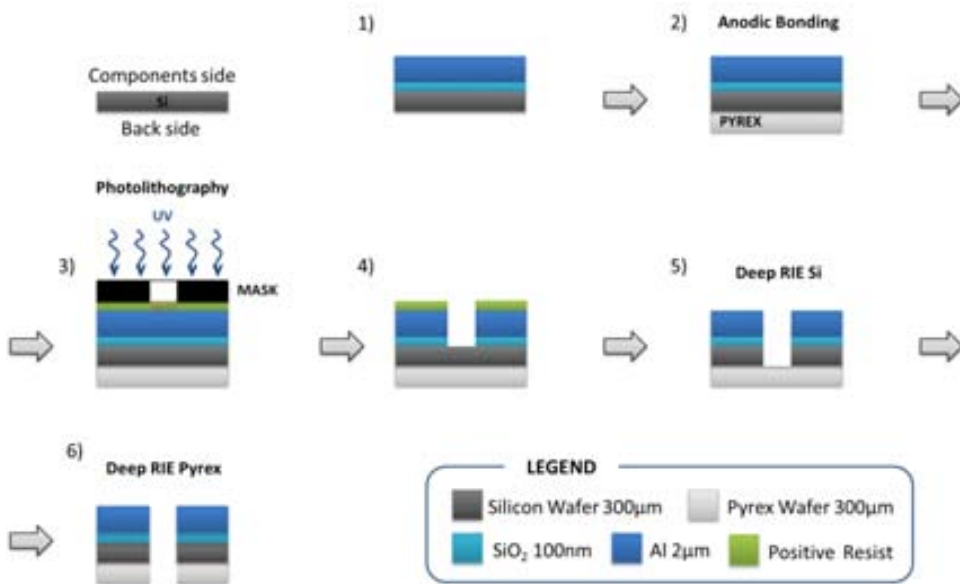 1)
2) Anodic Bonding
Components side
Si
Back side
PYREX
Photolithography
UV
3)
MASK
4)
5) Deep RIE Si
6)
Deep RIE Pyrex
LEGEND
Silicon Wafer 300µm Pyrex Wafer 300µm
SiO₂ 100nm Al 2µm Positive Resist